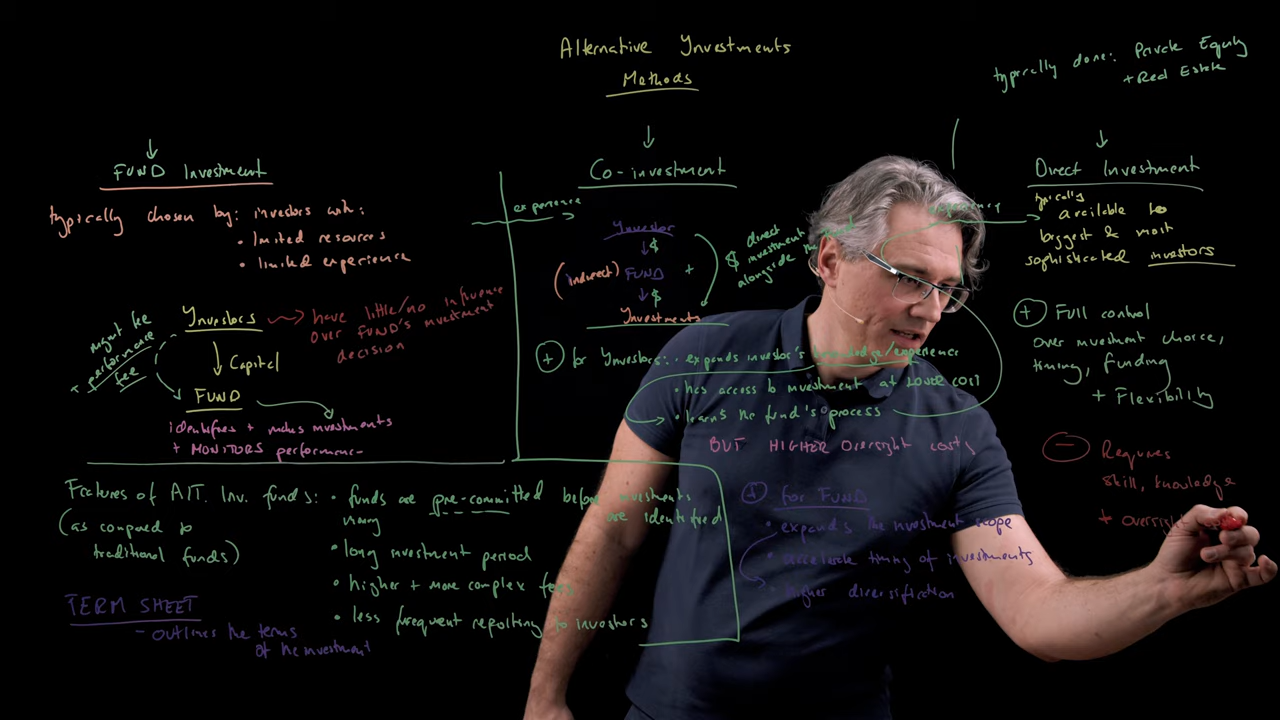 Alternative Investments
Methods
typically done: Private Equity
+ Real Estate
FUND Investment
typically chosen by: investors with:
• limited resources
• limited experience
Investors
have little/no influence
over FUND's investment
decision
mgmt fee
+ performance
fee
Capital
FUND
identifies + makes investments
+ MONITORS performance
Features of Alt. Inv. funds:
(as compared to
traditional funds)
• funds are pre-committed before investments
are identified
• long investment period
• higher + more complex fees
• less frequent reporting to investors
TERM SHEET
- outlines the terms
of the investment
experience
Co-investment
Investor
$
(indirect) FUND +
$
Investments
$ direct
investment
alongside the
+ for Investors: • expands investor's knowledge/experience
• has access to investment at LOWER COST
• learns the fund's process
BUT HIGHER oversight costs
+ for FUND
• expands the investment scope
• accelerate timing of investments
• higher diversification
Direct Investment
typically
available to
biggest & most
sophisticated investors
+ Full control
over investment choice,
timing, funding
+ Flexibility
- Requires
skill, knowledge
+ oversight